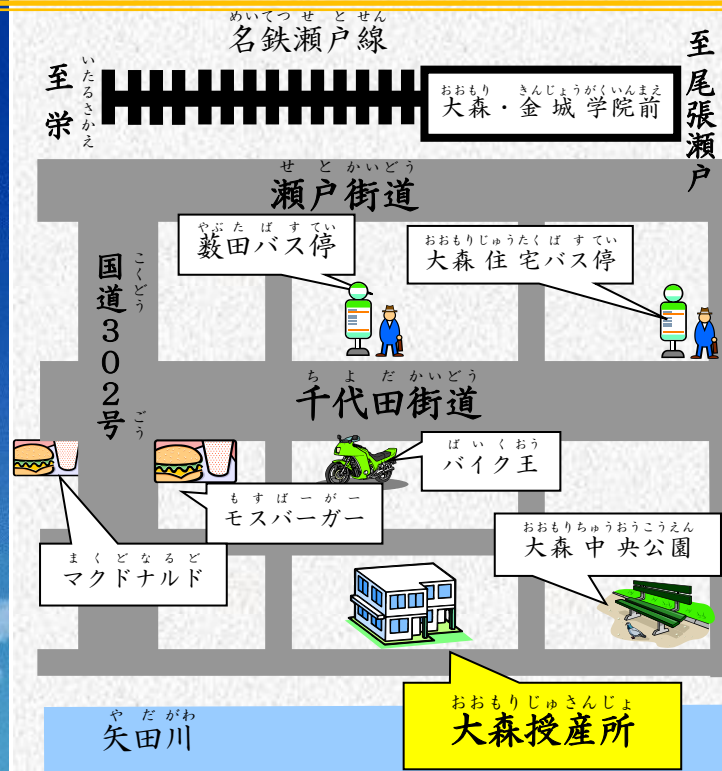 めいてつせとせん
名鉄瀬戸線
いたるさかえ
至栄
おおもり きんじょうがくいんまえ
大森・金城学院前
至尾張瀬戸
せとかいどう
瀬戸街道
やぶたばすてい
薮田バス停
おおもりじゅうたくばすてい
大森住宅バス停
こくどう ごう
国道302号
ちよだかいどう
千代田街道
ばいくおう
バイク王
もすばーがー
モスバーガー
まくどなるど
マクドナルド
おおもりちゅうおうこうえん
大森中央公園
おおもりじゅさんじょ
大森授産所
やだがわ
矢田川